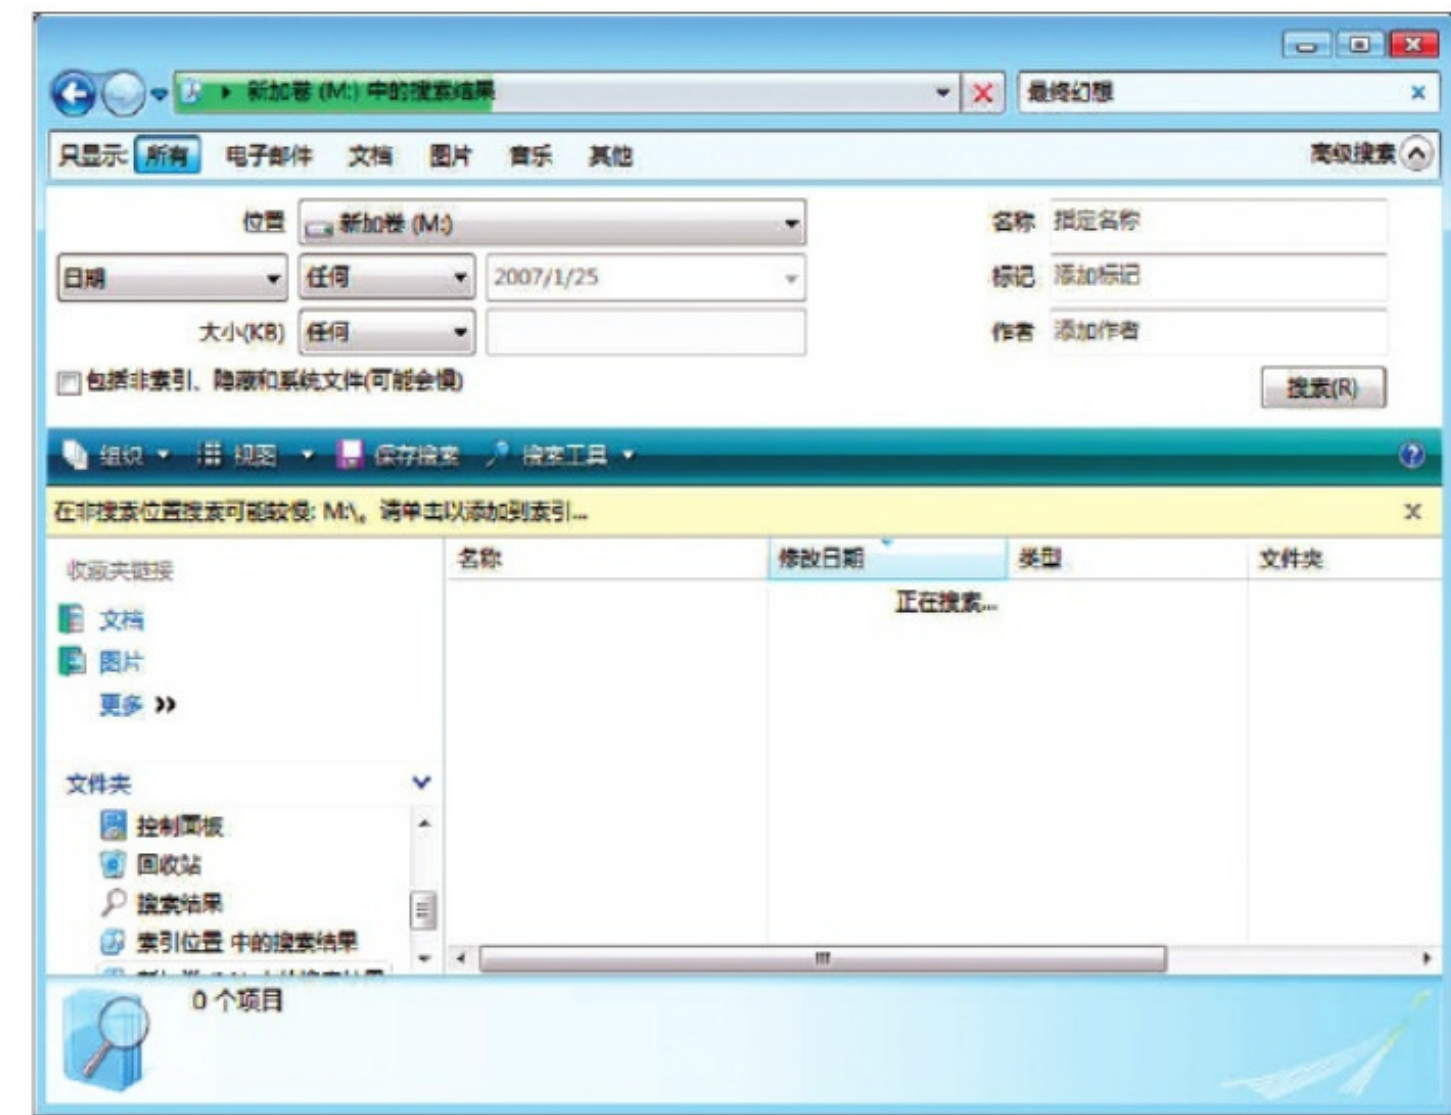 新加卷 (M:) 中的搜索结果
最终幻想
只显示: 所有 电子邮件 文档 图片 音乐 其他 高级搜索
位置 新加卷 (M:) 名称 指定名称
日期 任何 2007/1/25 标记 添加标记
大小(KB) 任何 作者 添加作者
包括非索引、隐藏和系统文件(可能会慢) 搜索(R)
组织 视图 保存搜索 搜索工具
在非搜索位置搜索可能较慢: M:\。请单击以添加到索引...
收藏夹链接 名称 修改日期 类型 文件夹
正在搜索...
文档
图片
更多 »
文件夹
控制面板
回收站
搜索结果
索引位置 中的搜索结果
0 个项目